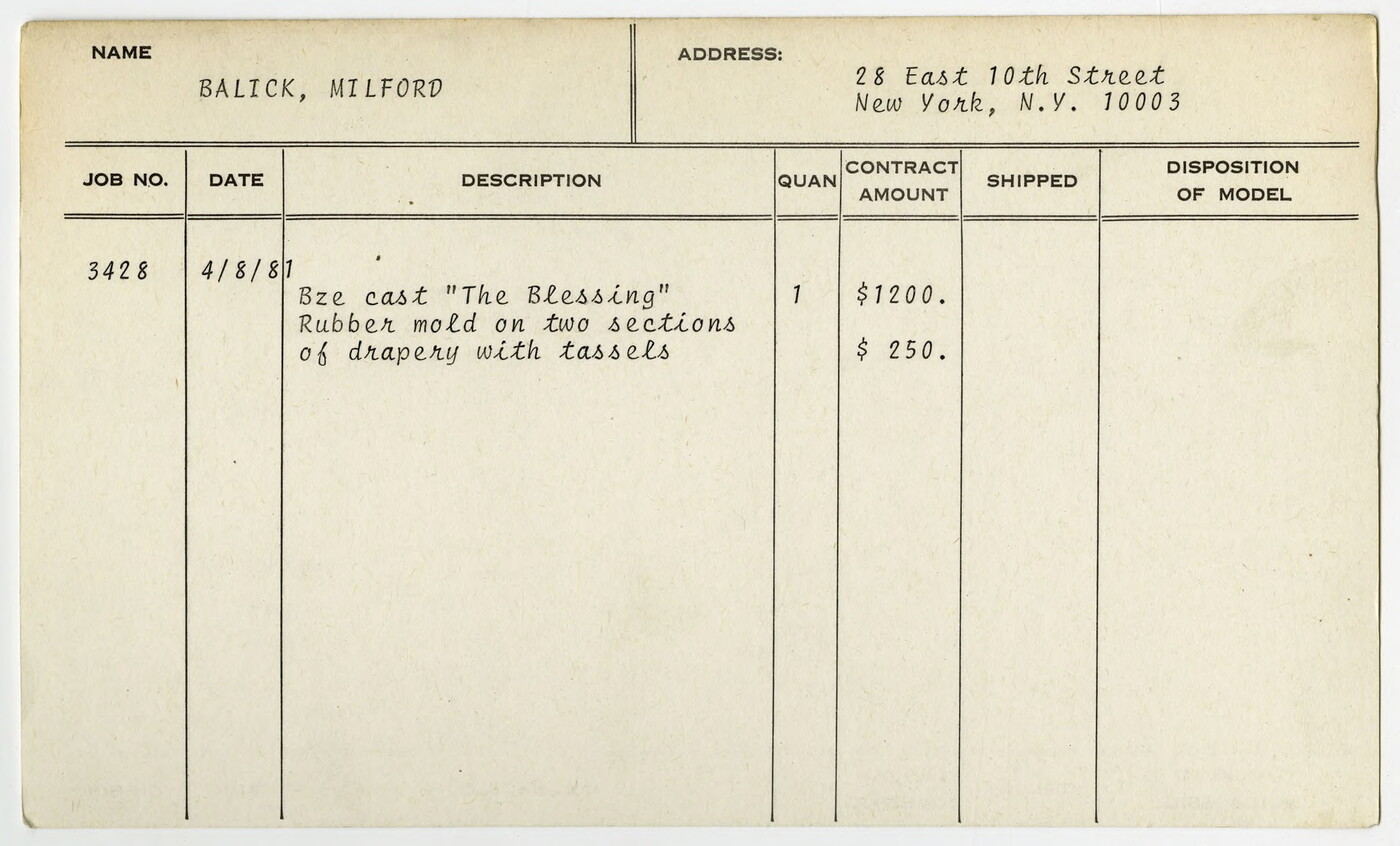 NAME
BALICK, MILFORD
ADDRESS:
28 East 10th Street
New York, N.Y. 10003
JOB NO. DATE DESCRIPTION QUAN CONTRACT AMOUNT SHIPPED DISPOSITION OF MODEL
3428 4/8/81
Bze cast "The Blessing" 1 $1200.
Rubber mold on two sections
of drapery with tassels $ 250.